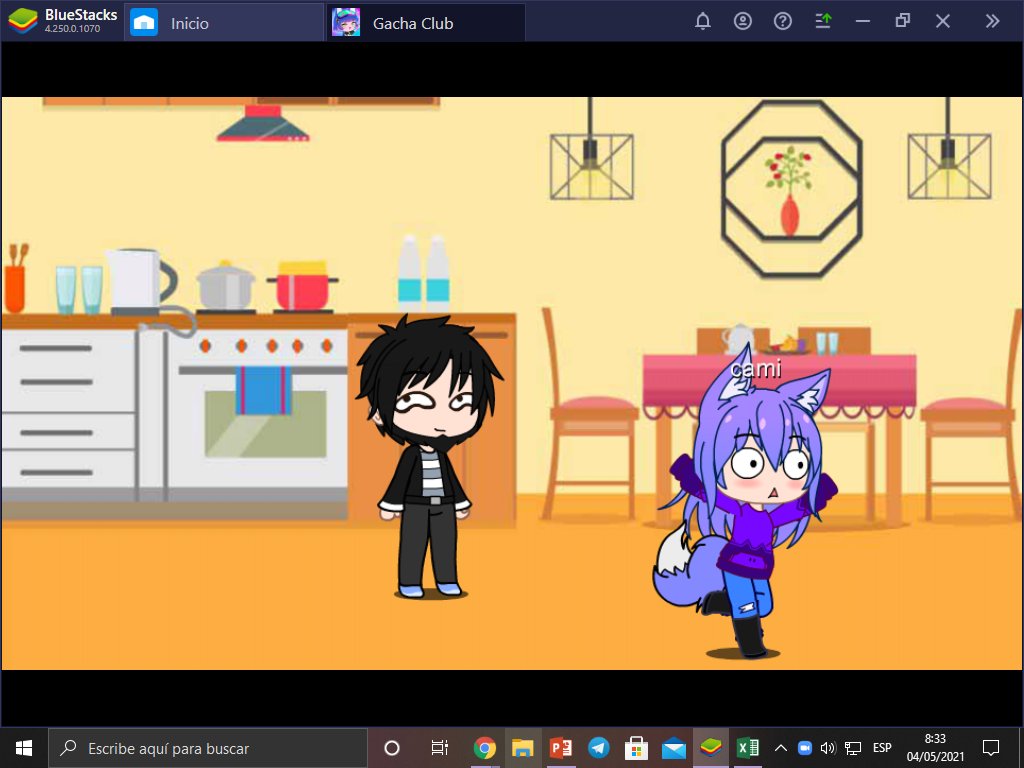 BlueStacks
4.250.0.1070
Inicio
Gacha Club
cami
Escribe aquí para buscar
ESP
8:33
04/05/2021